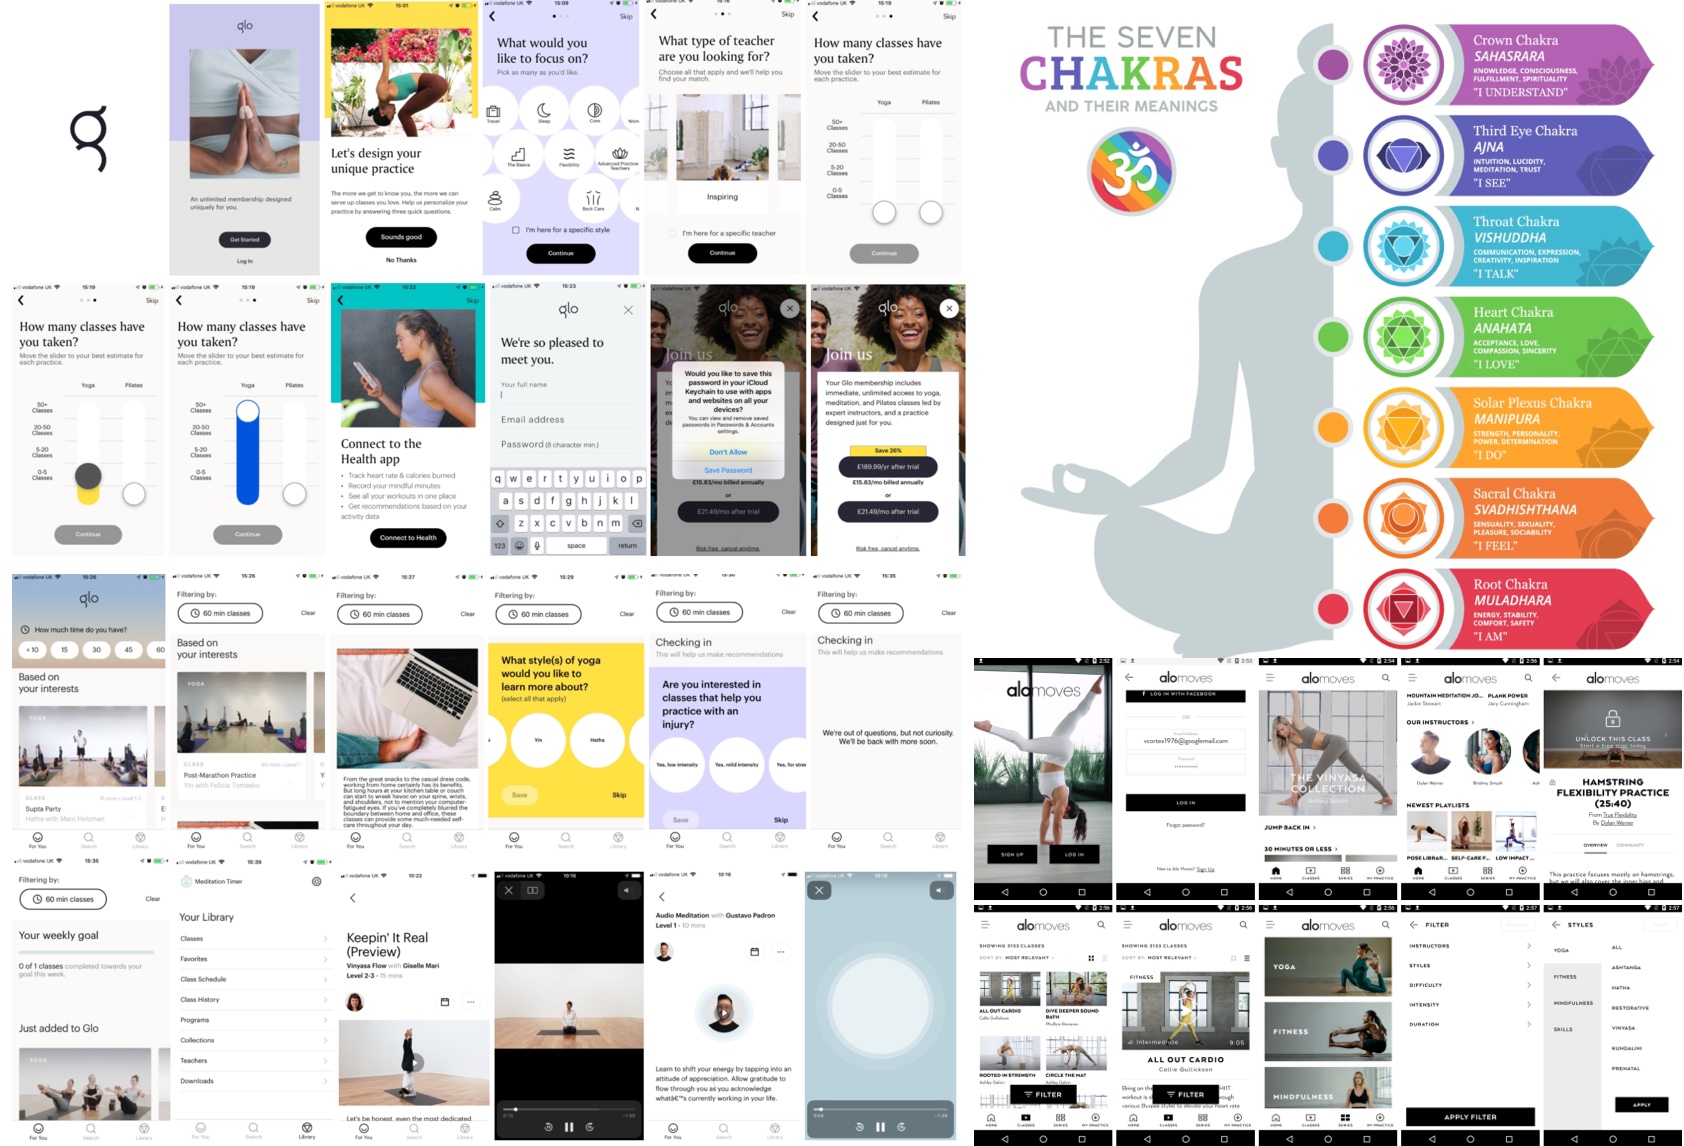 glo
An unlimited membership designed
uniquely for you.
Get Started
Log In
vodafone UK 15:01
Let's design your
unique practice
The more we get to know you, the more we can
serve up classes you love. Help us personalize your
practice by answering three quick questions.
Sounds good
No Thanks
vodafone UK 15:09
Skip
What would you
like to focus on?
Pick as many as you'd like.
Travel
Sleep
Core
The Basics
Flexibility
Advanced Practice
Teachers
Calm
Back Care
I'm here for a specific style
Continue
Skip
What type of teacher
are you looking for?
Choose all that apply and we'll help you
find your match.
Inspiring
I'm here for a specific teacher
Continue
vodafone UK 15:19
Skip
How many classes have
you taken?
Move the slider to your best estimate for
each practice.
Yoga Pilates
50+
Classes
20-50
Classes
5-20
Classes
0-5
Classes
Continue
vodafone UK 15:19
Skip
How many classes have
you taken?
Move the slider to your best estimate for
each practice.
Yoga Pilates
50+
Classes
20-50
Classes
5-20
Classes
0-5
Classes
Continue
vodafone UK 15:19
Skip
How many classes have
you taken?
Move the slider to your best estimate for
each practice.
Yoga Pilates
50+
Classes
20-50
Classes
5-20
Classes
0-5
Classes
Continue
vodafone UK 15:22
Skip
Connect to the
Health app
• Track heart rate & calories burned
• Record your mindful minutes
• See all your workouts in one place
• Get recommendations based on your
activity data
Connect to Health
vodafone UK 15:23
glo
We're so pleased to
meet you.
Your full name
Email address
Password (8 character min.)
q w e r t y u i o p
a s d f g h j k l
z x c v b n m
123 space return
glo
Join us
Would you like to save this
password in your iCloud
Keychain to use with apps
and websites on all your
devices?
You can view and remove saved
passwords in Passwords & Accounts
settings.
Don't Allow
Save Password
£15.83/mo billed annually
or
£21.49/mo after trial
Risk free, cancel anytime.
glo
Join us
Your Glo membership includes
immediate, unlimited access to yoga,
meditation, and Pilates classes led by
expert instructors, and a practice
designed just for you.
Save 26%
£189.99/yr after trial
£15.83/mo billed annually
or
£21.49/mo after trial
Risk free, cancel anytime.
vodafone UK 15:26
glo
How much time do you have?
<10 15 30 45 60
Based on
your interests
YOGA
CLASS
Supta Party
Hatha with Marc Holzman
For You Search Library
vodafone UK 15:26
Filtering by:
60 min classes Clear
Based on
your interests
YOGA
CLASS
Post-Marathon Practice
Yin with Felicia Tomasko
For You Search Library
vodafone UK 15:27
Filtering by:
60 min classes Clear
From the great snacks to the casual dress code,
working from home certainly has its benefits.
But long hours at your kitchen table or couch
can start to wreak havoc on your spine, wrists,
and shoulders, not to mention your computer-
fatigued eyes. If you've completely blurred the
boundary between home and office, these
classes can provide some much-needed self-
care throughout your day.
For You Search Library
vodafone UK 15:29
Filtering by:
60 min classes Clear
What style(s) of yoga
would you like to
learn more about?
(select all that apply)
Yin
Hatha
Save
Skip
For You Search Library
vodafone UK 15:30
Filtering by:
60 min classes Clear
Checking in
This will help us make recommendations
Are you interested in
classes that help you
practice with an
injury?
Yes, low intensity
Yes, mild intensity
Save
Skip
For You Search Library
vodafone UK 15:35
Filtering by:
60 min classes Clear
Checking in
This will help us make recommendations
We're out of questions, but not curiosity.
We'll be back with more soon.
For You Search Library
vodafone UK 15:35
Filtering by:
60 min classes Clear
Your weekly goal
0 of 1 classes completed towards your
goal this week.
Just added to Glo
YOGA
For You Search Library
vodafone UK 15:39
Meditation Timer
Your Library
Classes
Favorites
Class Schedule
Class History
Programs
Collections
Teachers
Downloads
For You Search Library
vodafone UK 10:22
Keepin' It Real
(Preview)
Vinyasa Flow with Giselle Mari
Level 2-3 • 15 mins
Let's be honest, even the most dedicated
For You Search Library
vodafone UK 10:16
vodafone UK 10:16
Audio Meditation with Gustavo Padron
Level 1 • 10 mins
Learn to shift your energy by tapping into an
attitude of appreciation. Allow gratitude to
flow through you as you acknowledge
whatâ€™s currently working in your life.
For You Search Library
vodafone UK 10:16
THE SEVEN
CHAKRAS
AND THEIR MEANINGS
ॐ
Crown Chakra
SAHASRARA
KNOWLEDGE, CONSCIOUSNESS,
FULFILLMENT, SPIRITUALITY
"I UNDERSTAND"
Third Eye Chakra
AJNA
INTUITION, LUCIDITY,
MEDITATION, TRUST
"I SEE"
Throat Chakra
VISHUDDHA
COMMUNICATION, EXPRESSION,
CREATIVITY, INSPIRATION
"I TALK"
Heart Chakra
ANAHATA
ACCEPTANCE, LOVE,
COMPASSION, SINCERITY
"I LOVE"
Solar Plexus Chakra
MANIPURA
STRENGTH, PERSONALITY,
POWER, DETERMINATION
"I DO"
Sacral Chakra
SVADHISHTHANA
SENSUALITY, SEXUALITY,
PLEASURE, SOCIABILITY
"I FEEL"
Root Chakra
MULADHARA
ENERGY, STABILITY,
COMFORT, SAFETY
"I AM"
2:52
alomoves
SIGN UP
LOG IN
2:53
alomoves
LOG IN WITH FACEBOOK
OR
Email Address
vcortes1976@googlemail.com
Password
LOG IN
Forgot password?
New to Alo Moves? Sign Up
2:54
alomoves
THE VINYASA
COLLECTION
Ashley Galvin
JUMP BACK IN
30 MINUTES OR LESS
HOME CLASSES SERIES MY PRACTICE
2:56
alomoves
MOUNTAIN MEDITATION JO... PLANK POWER
Jackie Stewart Jacy Cunningham
OUR INSTRUCTORS
Dylan Werner Briohny Smyth
NEWEST PLAYLISTS
POSE LIBRAR... SELF-CARE F... LOW IMPACT ...
HOME CLASSES SERIES MY PRACTICE
2:54
alomoves
UNLOCK THIS CLASS
Start a free trial today
HAMSTRING
FLEXIBILITY PRACTICE
(25:40)
From True Flexibility
By Dylan Werner
OVERVIEW COMMUNITY
This practice focuses mostly on hamstrings,
but we will also cover the inner hips and
2:56
alomoves
SHOWING 2133 CLASSES
SORT BY: MOST RELEVANT
ALL OUT CARDIO
Callie Gullickson
DIVE DEEPER SOUND
BATH
ROOTED IN STRENGTH
Ashley Galvin
CIRCLE THE MAT
FILTER
HOME CLASSES SERIES MY PRACTICE
2:56
alomoves
SHOWING 2133 CLASSES
SORT BY: MOST RELEVANT
FITNESS
Intermediate 9:05
ALL OUT CARDIO
Callie Gullickson
FILTER
HOME CLASSES SERIES MY PRACTICE
2:56
alomoves
YOGA
FITNESS
MINDFULNESS
HOME CLASSES SERIES MY PRACTICE
2:57
FILTER
INSTRUCTORS
STYLES
DIFFICULTY
INTENSITY
DURATION
APPLY FILTER
2:57
STYLES
YOGA
FITNESS
MINDFULNESS
SKILLS
ALL
ASHTANGA
HATHA
RESTORATIVE
VINYASA
KUNDALINI
PRENATAL
APPLY